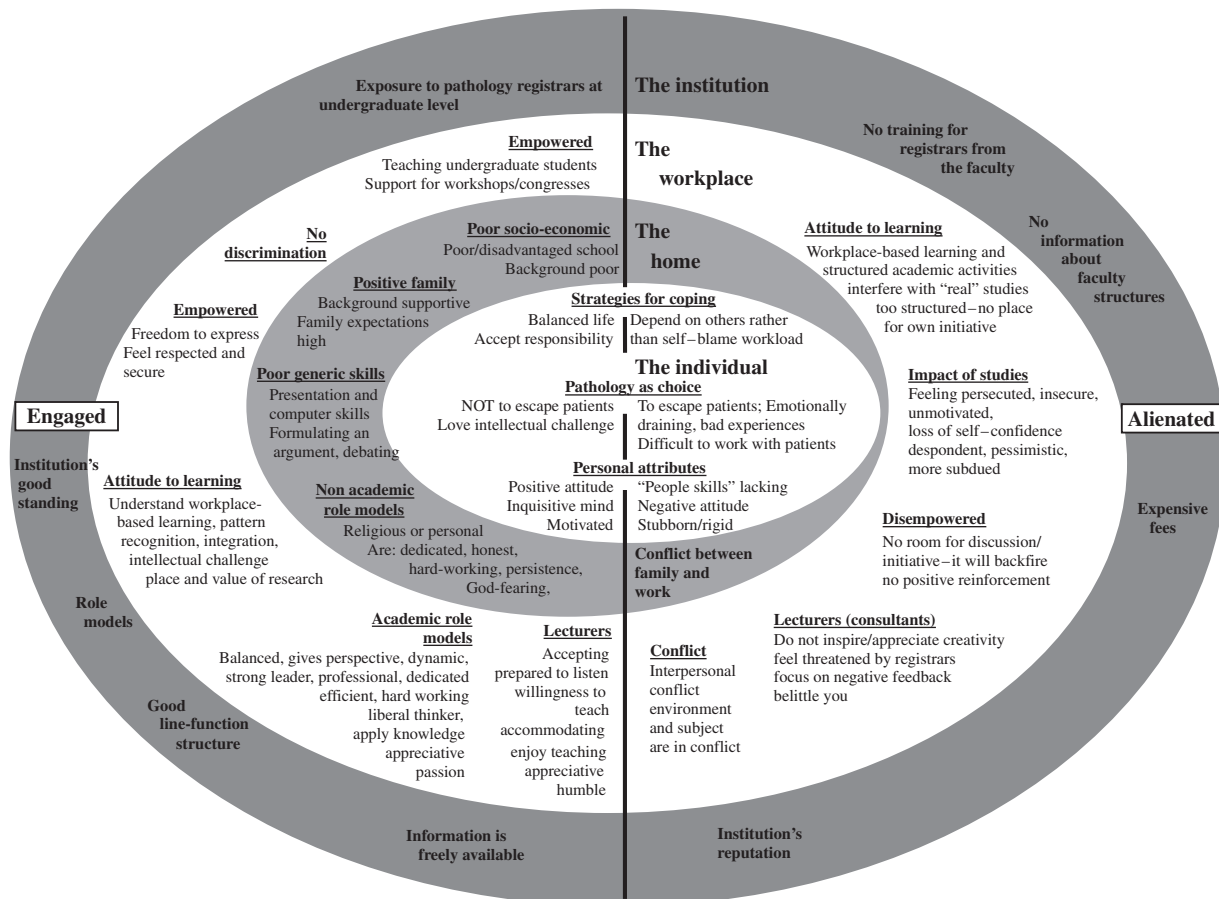 Exposure to pathology registrars at
undergraduate level
The institution
No training for
registrars from
the faculty
No
information
about
faculty
structures
Expensive
fees
Institution's
reputation
Information is
freely available
Good
line–function
structure
Role
models
Institution's
good
standing
Engaged
Alienated
The
workplace
Empowered
Teaching undergraduate students
Support for workshops/congresses
No
discrimination
Empowered
Freedom to express
Feel respected and
secure
Attitude to learning
Understand workplace-
based learning, pattern
recognition, integration,
intellectual challenge
place and value of research
Academic role
models
Balanced, gives perspective, dynamic,
strong leader, professional, dedicated
efficient, hard working
liberal thinker,
apply knowledge
appreciative
passion
Lecturers
Accepting
prepared to listen
willingness to
teach
accommodating
enjoy teaching
appreciative
humble
Attitude to learning
Workplace-based learning and
structured academic activities
interfere with “real” studies
too structured–no place
for own initiative
Impact of studies
Feeling persecuted, insecure,
unmotivated,
loss of self–confidence
despondent, pessimistic,
more subdued
Disempowered
No room for discussion/
initiative–it will backfire
no positive reinforcement
Lecturers (consultants)
Do not inspire/appreciate creativity
feel threatened by registrars
focus on negative feedback
belittle you
Conflict
Interpersonal
conflict
environment
and subject
are in conflict
The
home
Poor socio-economic
Poor/disadvantaged school
Background poor
Positive family
Background supportive
Family expectations
high
Poor generic skills
Presentation and
computer skills
Formulating an
argument, debating
Non academic
role models
Religious or personal
Are: dedicated, honest,
hard-working, persistence,
God-fearing,
Conflict between
family and
work
Strategies for coping
Balanced life
Accept responsibility
Depend on others rather
than self–blame workload
The individual
Pathology as choice
NOT to escape patients
Love intellectual challenge
To escape patients; Emotionally
draining, bad experiences
Difficult to work with patients
Personal attributes
Positive attitude
Inquisitive mind
Motivated
“People skills” lacking
Negative attitude
Stubborn/rigid